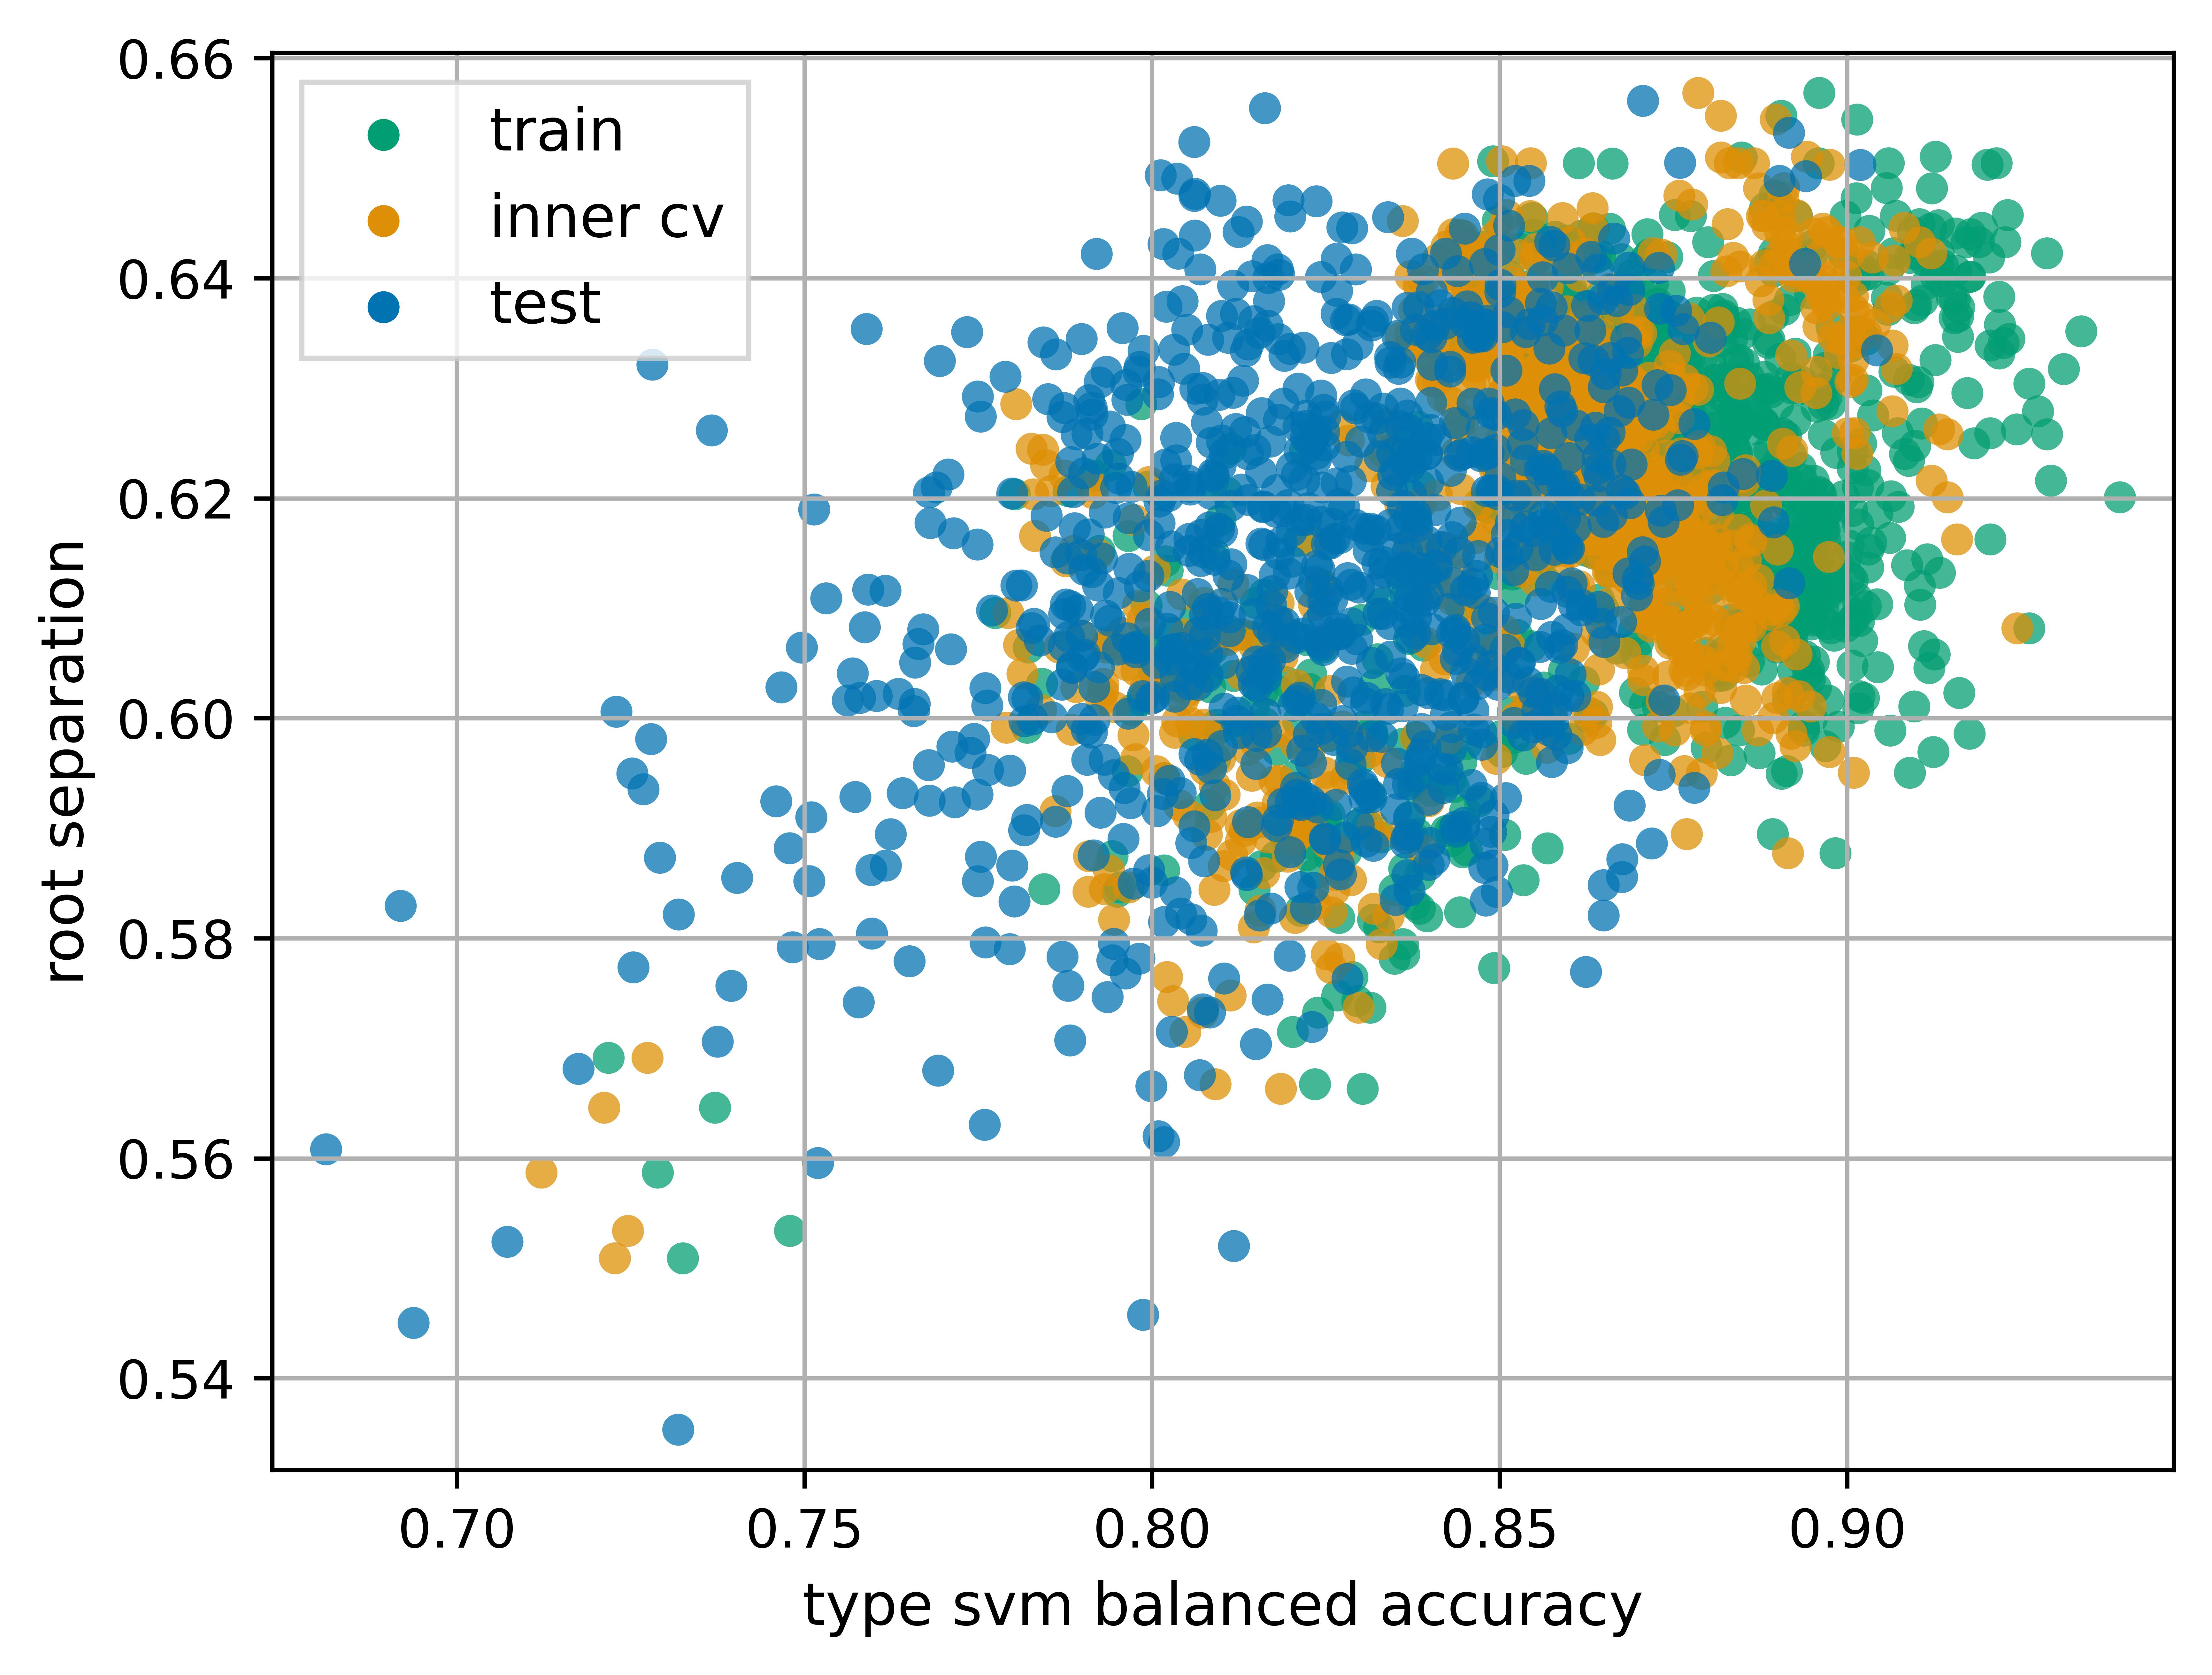 0.66
0.64
0.62
0.60
0.58
0.56
0.54
root separation
train
inner cv
test
0.70
0.75
0.80
0.85
0.90
type svm balanced accuracy